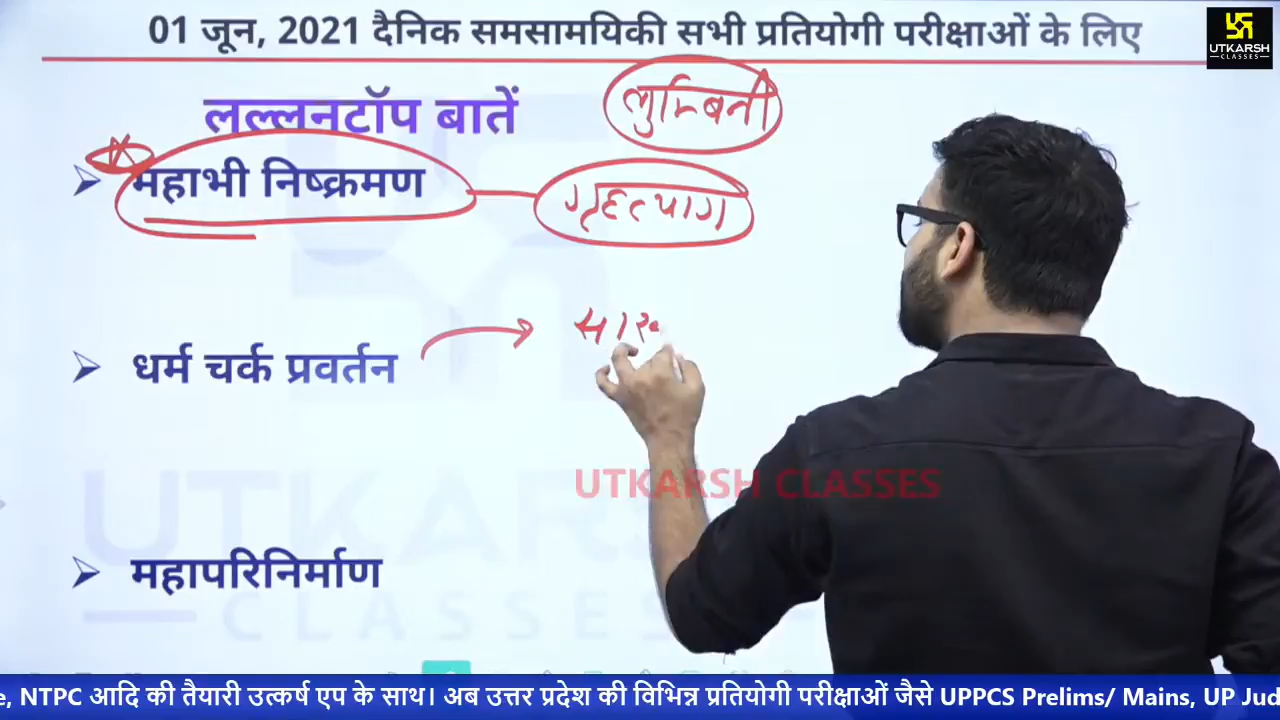 01 जून, 2021 दैनिक समसामयिकी सभी प्रतियोगी परीक्षाओं के लिए
UTKARSH
CLASSES
लल्लनटॉप बातें
लुम्बिनी
महाभी निष्क्रमण
गृहत्याग
धर्म चर्क प्रवर्तन
सार
UTKARSH CLASSES
महापरिनिर्माण
UTKARSH
CLASSES
e, NTPC आदि की तैयारी उत्कर्ष एप के साथ। अब उत्तर प्रदेश की विभिन्न प्रतियोगी परीक्षाओं जैसे UPPCS Prelims/ Mains, UP Jud